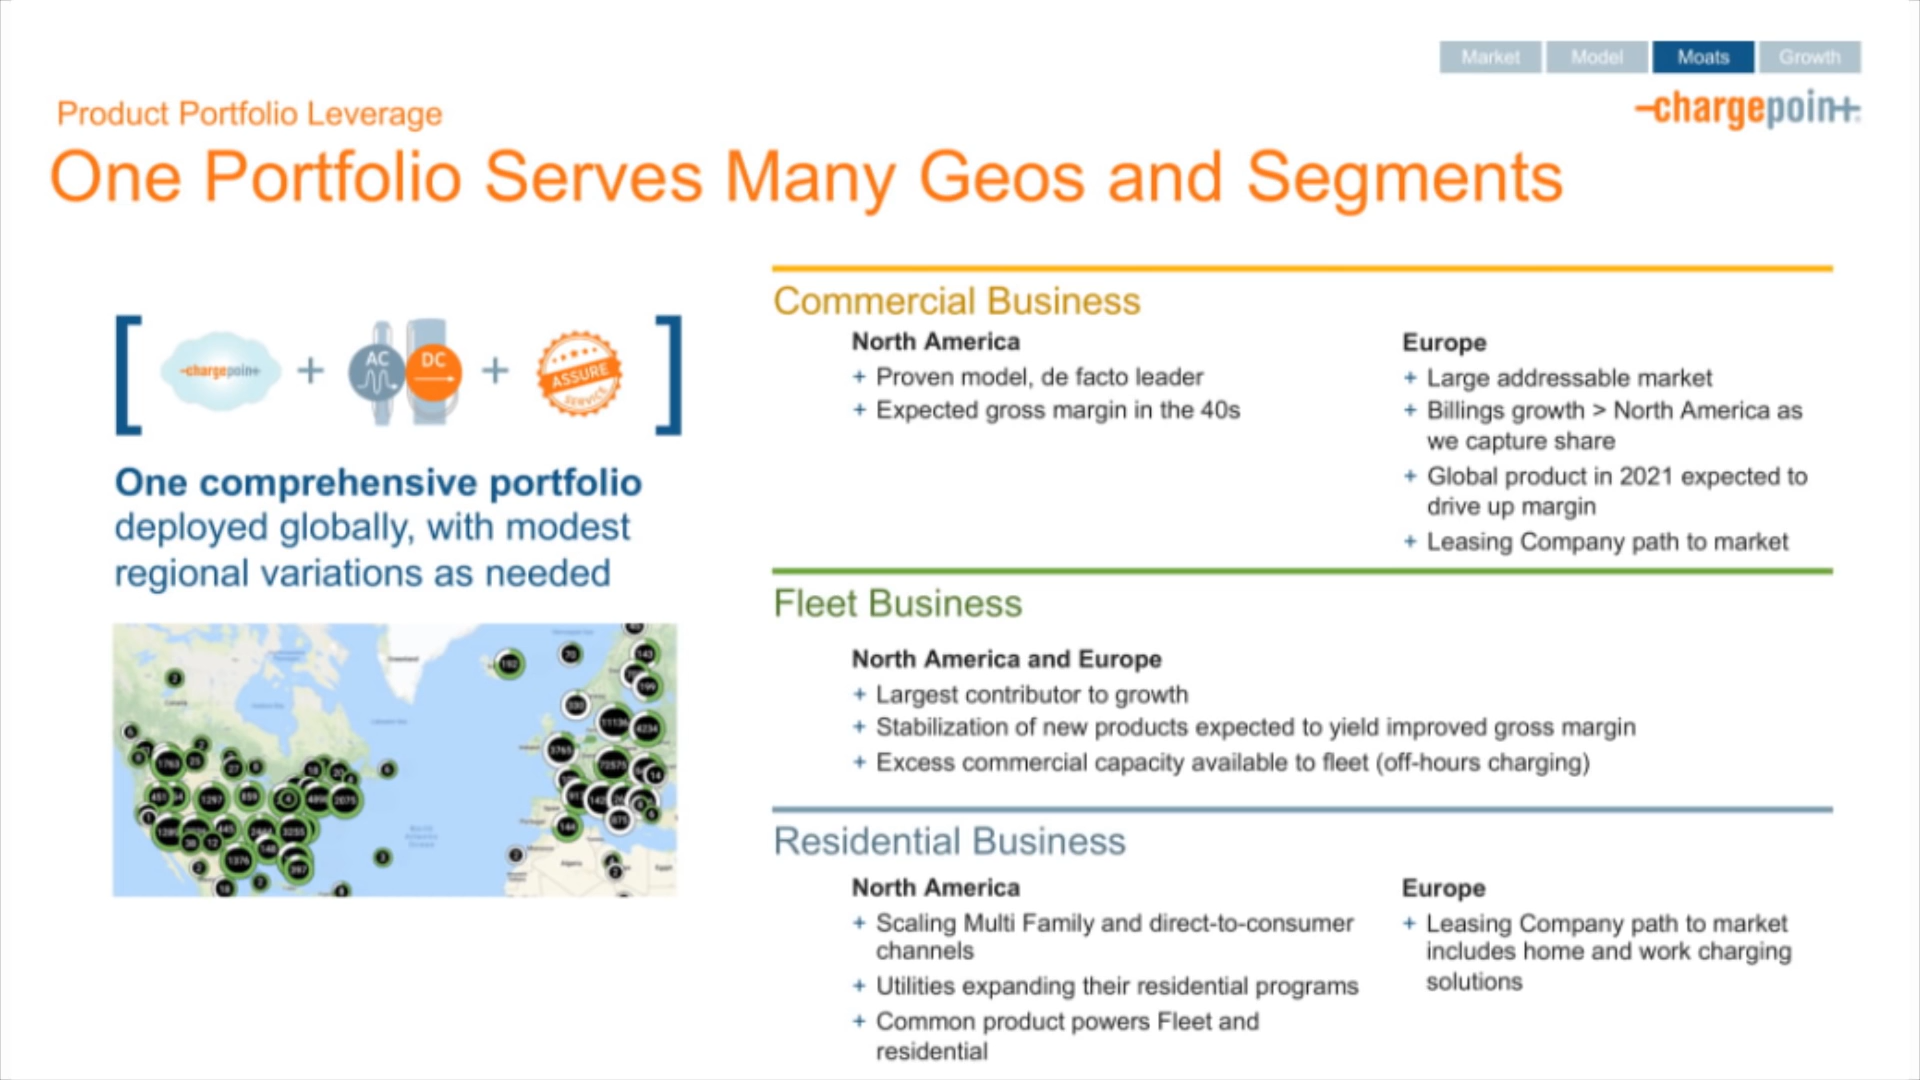 Market Model Moats Growth
chargepoint
Product Portfolio Leverage
One Portfolio Serves Many Geos and Segments
chargepoint + AC DC + ASSURE SERVICE
One comprehensive portfolio
deployed globally, with modest
regional variations as needed
Commercial Business
North America
+ Proven model, de facto leader
+ Expected gross margin in the 40s
Europe
+ Large addressable market
+ Billings growth > North America as
we capture share
+ Global product in 2021 expected to
drive up margin
+ Leasing Company path to market
Fleet Business
North America and Europe
+ Largest contributor to growth
+ Stabilization of new products expected to yield improved gross margin
+ Excess commercial capacity available to fleet (off-hours charging)
Residential Business
North America
+ Scaling Multi Family and direct-to-consumer
channels
+ Utilities expanding their residential programs
+ Common product powers Fleet and
residential
Europe
+ Leasing Company path to market
includes home and work charging
solutions